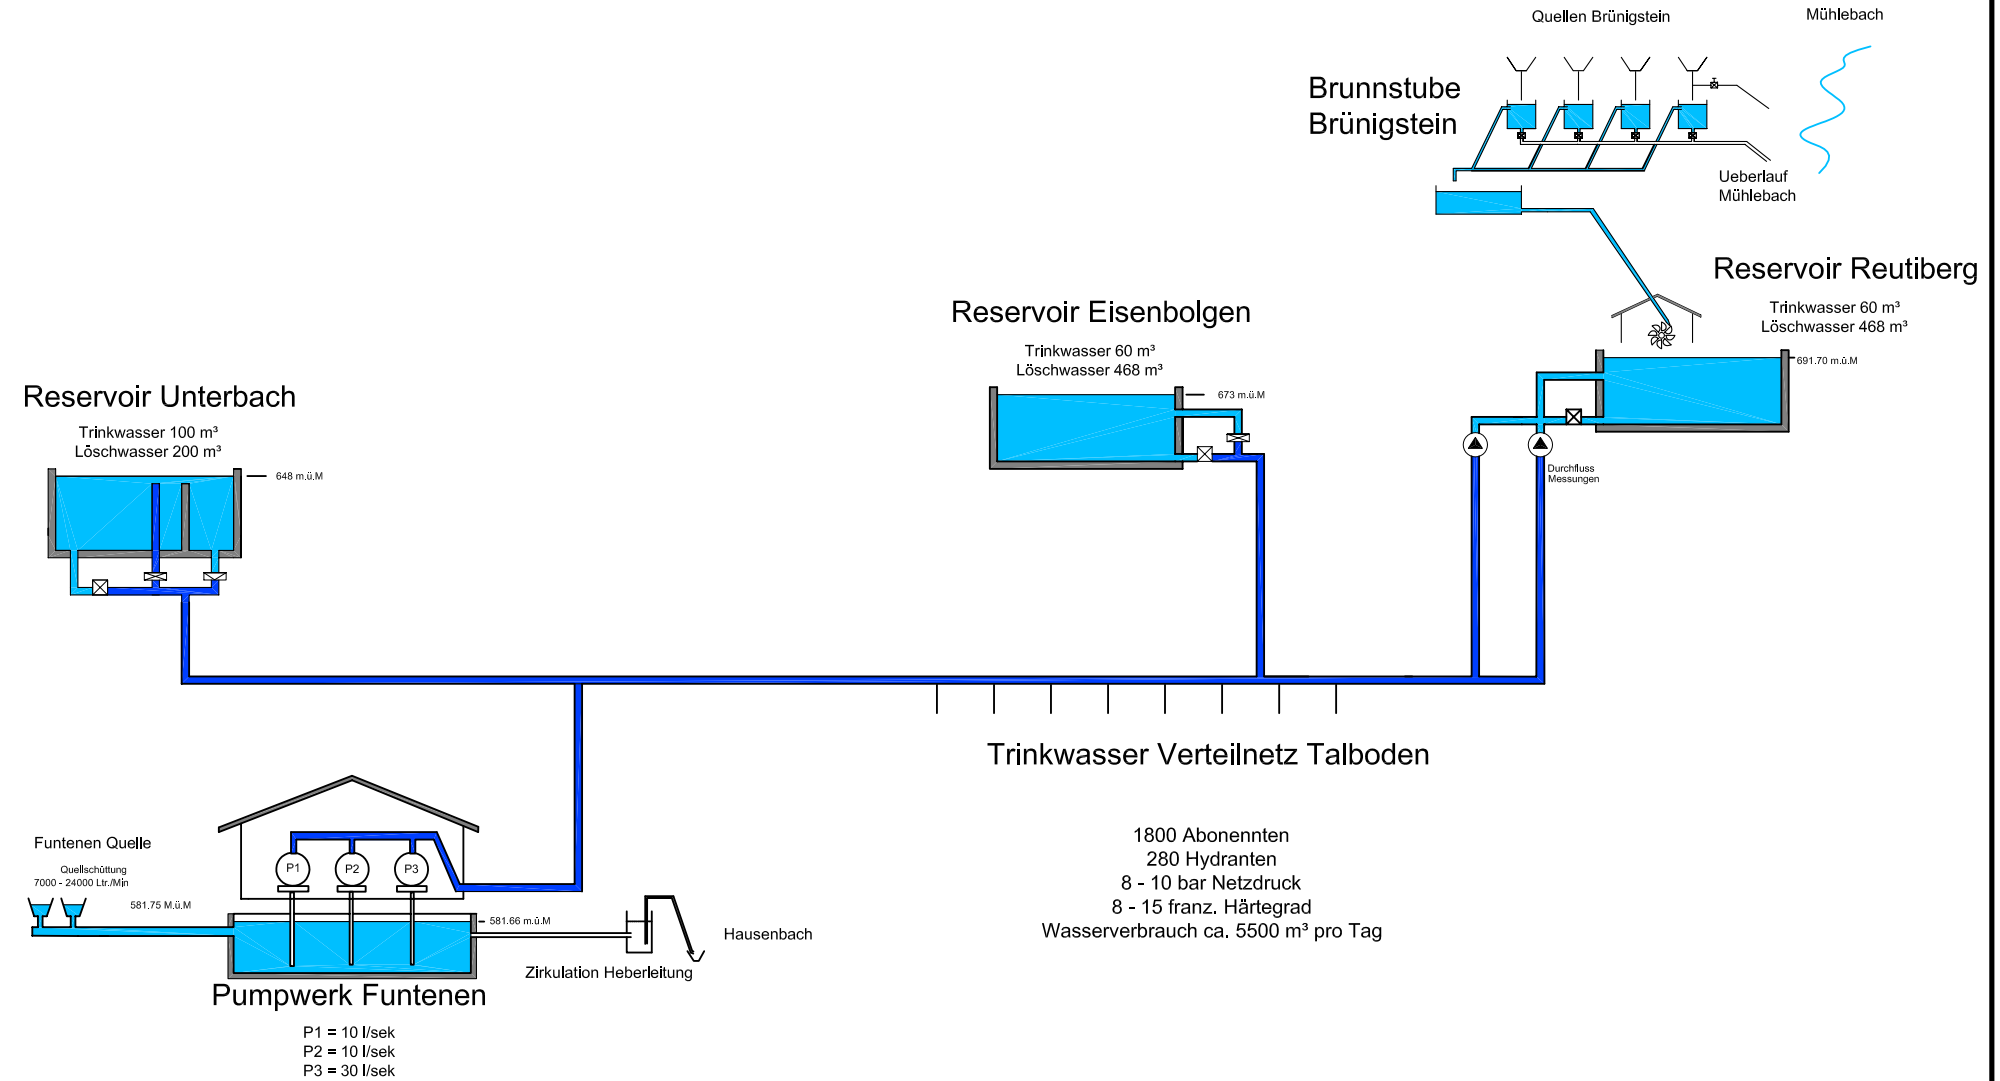 Quellen Brünigstein
Mühlebach
Brunnstube
Brünigstein
Ueberlauf
Mühlebach
Reservoir Reutiberg
Trinkwasser 60 m³
Löschwasser 468 m³
691.70 m.ü.M
Durchfluss
Messungen
Reservoir Eisenbolgen
Trinkwasser 60 m³
Löschwasser 468 m³
673 m.ü.M
Reservoir Unterbach
Trinkwasser 100 m³
Löschwasser 200 m³
648 m.ü.M
Trinkwasser Verteilnetz Talboden
1800 Abonennten
280 Hydranten
8 - 10 bar Netzdruck
8 - 15 franz. Härtegrad
Wasserverbrauch ca. 5500 m³ pro Tag
Funtenen Quelle
Quellschüttung
7000 - 24000 Ltr./Min
581.75 M.ü.M
P1
P2
P3
581.66 m.ü.M
Hausenbach
Zirkulation Heberleitung
Pumpwerk Funtenen
P1 = 10 l/sek
P2 = 10 l/sek
P3 = 30 l/sek